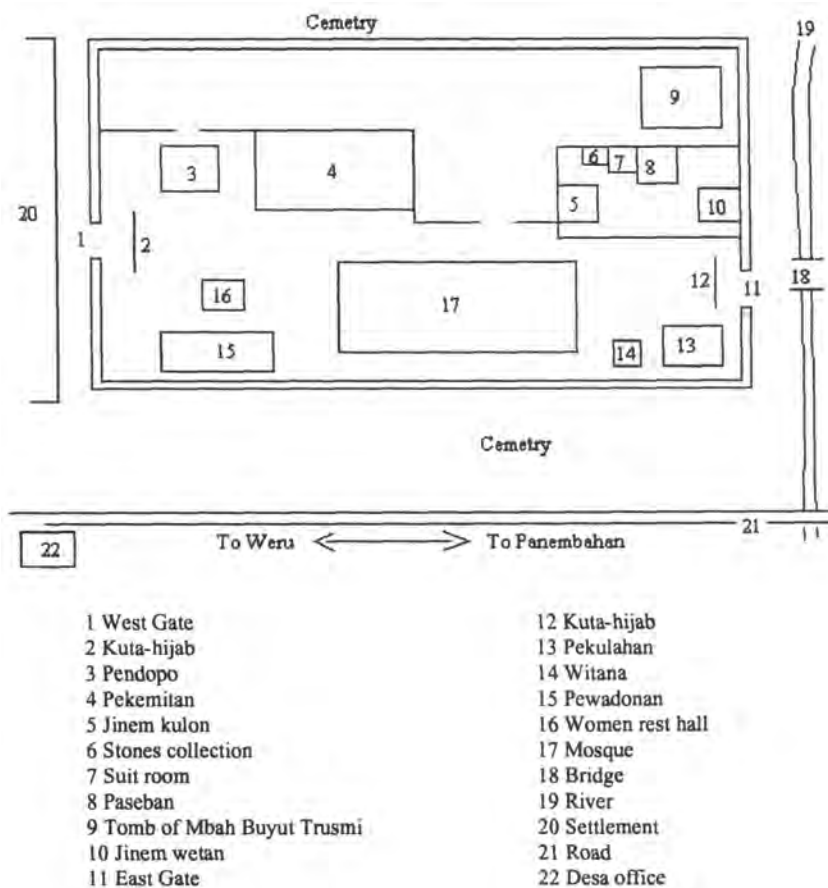 Cemetry
19
9
3
4
6
7
8
20
5
10
1
2
12
11
18
16
17
15
14
13
Cemetry
21
22
To Weru
To Panembahan
1 West Gate
2 Kuta-hijab
3 Pendopo
4 Pekemitan
5 Jinem kulon
6 Stones collection
7 Suit room
8 Paseban
9 Tomb of Mbah Buyut Trusmi
10 Jinem wetan
11 East Gate
12 Kuta-hijab
13 Pekulahan
14 Witana
15 Pewadonan
16 Women rest hall
17 Mosque
18 Bridge
19 River
20 Settlement
21 Road
22 Desa office